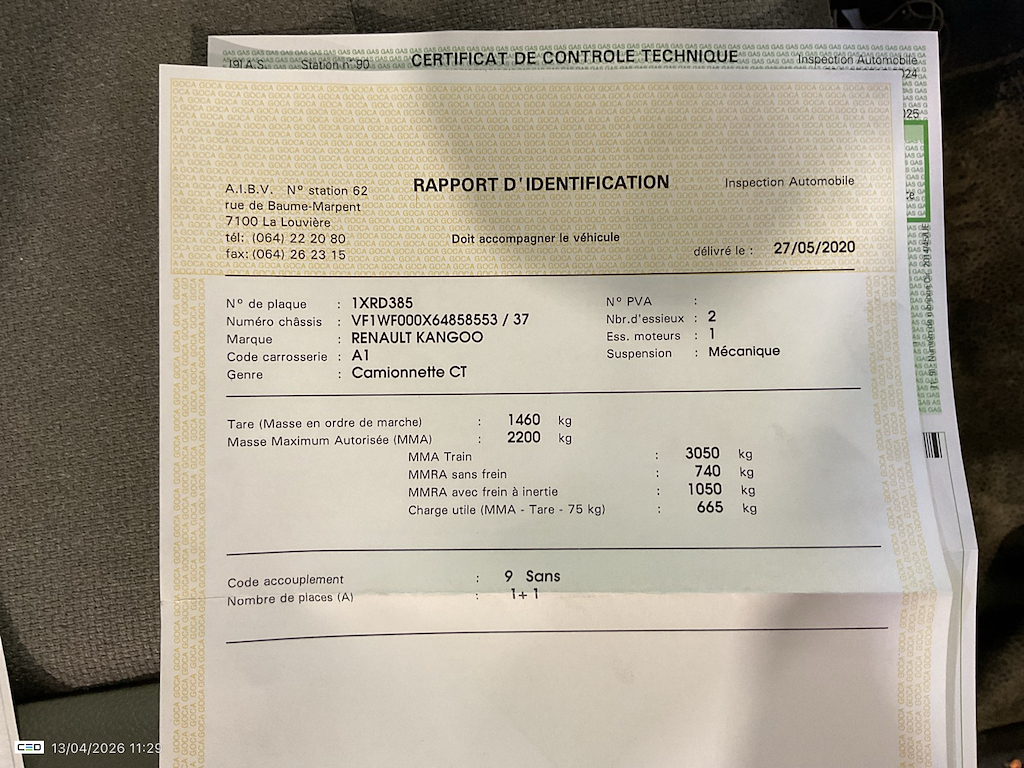 191 A.S. Station n° 90 CERTIFICAT DE CONTROLE TECHNIQUE Inspection Automobile
A.I.B.V. N° station 62
rue de Baume-Marpent
7100 La Louvière
tél: (064) 22 20 80
fax: (064) 26 23 15
RAPPORT D'IDENTIFICATION
Doit accompagner le véhicule
Inspection Automobile
délivré le : 27/05/2020
N° de plaque : 1XRD385
Numéro châssis : VF1WF000X64858553 / 37
Marque : RENAULT KANGOO
Code carrosserie : A1
Genre : Camionnette CT
N° PVA :
Nbr.d'essieux : 2
Ess. moteurs : 1
Suspension : Mécanique
Tare (Masse en ordre de marche) : 1460 kg
Masse Maximum Autorisée (MMA) : 2200 kg
MMA Train : 3050 kg
MMRA sans frein : 740 kg
MMRA avec frein à inertie : 1050 kg
Charge utile (MMA - Tare - 75 kg) : 665 kg
Code accouplement : 9 Sans
Nombre de places (A) : 1+ 1
CEO 13/04/2026 11:29